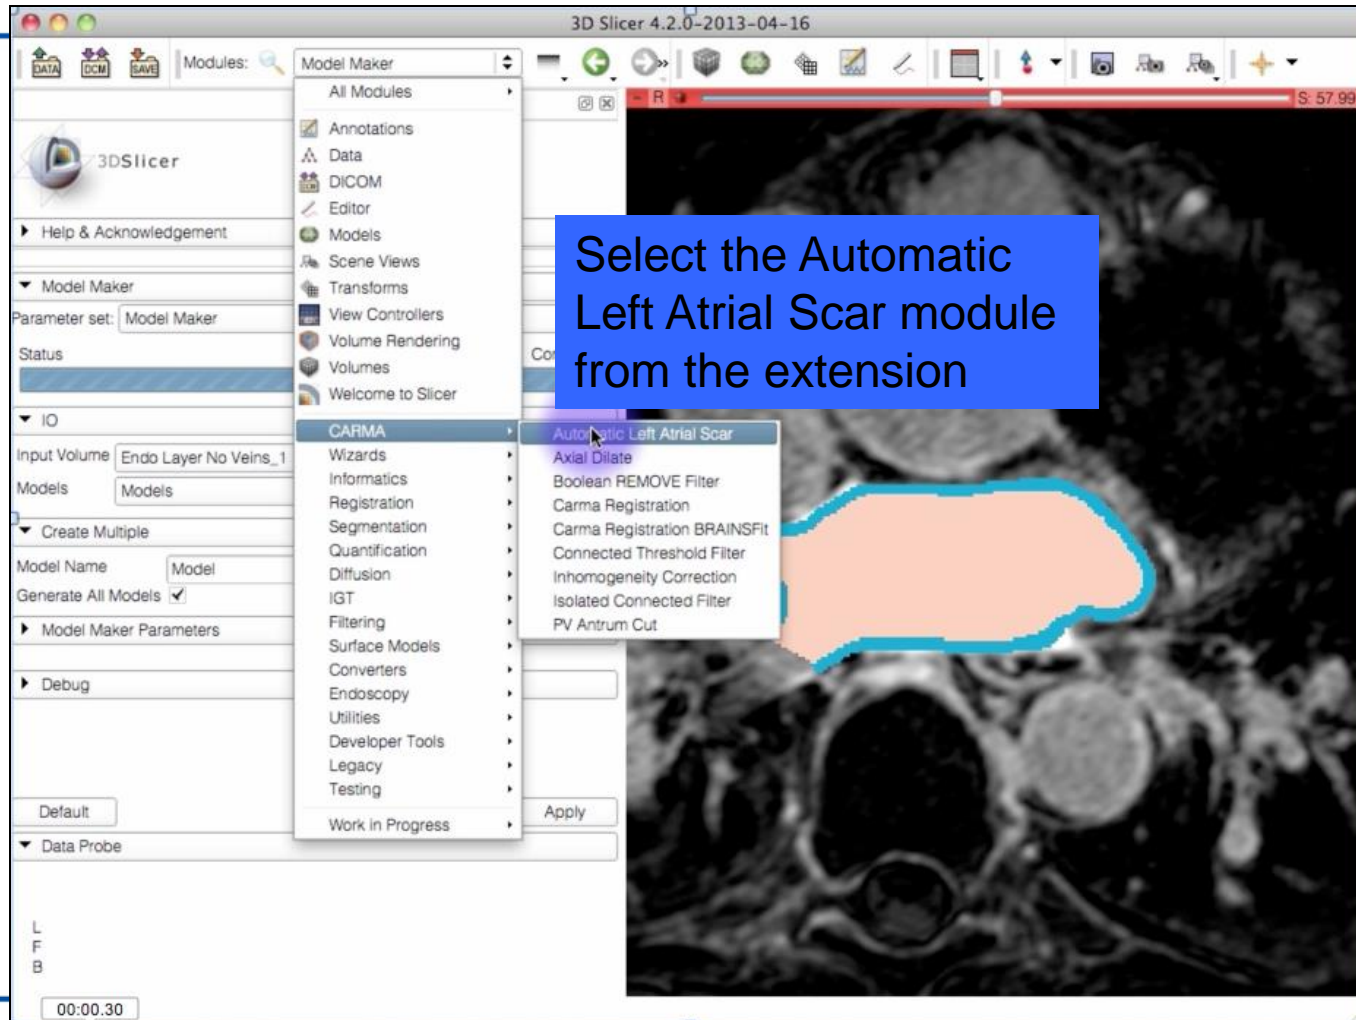 3D Slicer 4.2.0-2013-04-16
DATA DCM SAVE Modules: Model Maker
R S: 57.99
3DSlicer
Help & Acknowledgement
Model Maker
Parameter set: Model Maker
Status
IO
Input Volume Endo Layer No Veins_1
Models Models
Create Multiple
Model Name Model
Generate All Models
Model Maker Parameters
Debug
Default Apply
Data Probe
L
F
B
00:00.30
All Modules
Annotations
Data
DICOM
Editor
Models
Scene Views
Transforms
View Controllers
Volume Rendering
Volumes
Welcome to Slicer
CARMA
Wizards
Informatics
Registration
Segmentation
Quantification
Diffusion
IGT
Filtering
Surface Models
Converters
Endoscopy
Utilities
Developer Tools
Legacy
Testing
Work in Progress
Automatic Left Atrial Scar
Axial Dilate
Boolean REMOVE Filter
Carma Registration
Carma Registration BRAINSFit
Connected Threshold Filter
Inhomogeneity Correction
Isolated Connected Filter
PV Antrum Cut
Select the Automatic
Left Atrial Scar module
from the extension